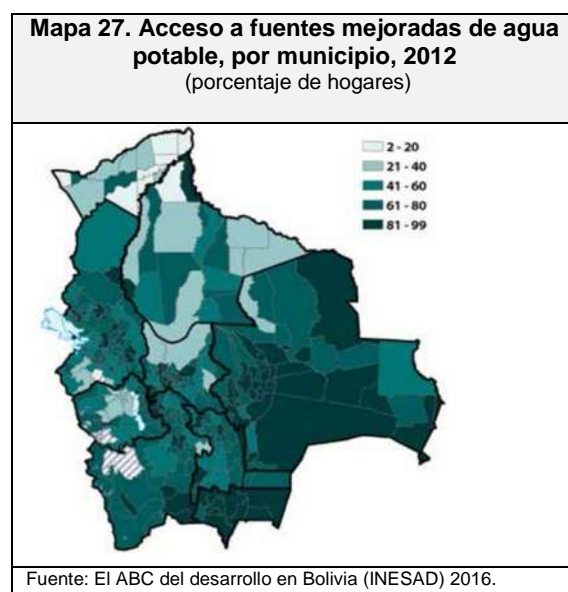 Mapa 27. Acceso a fuentes mejoradas de agua
potable, por municipio, 2012
(porcentaje de hogares)
2 - 20
21 - 40
41 - 60
61 - 80
81 - 99
Fuente: El ABC del desarrollo en Bolivia (INESAD) 2016.